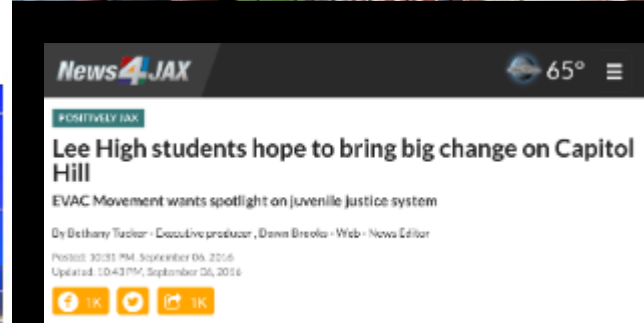 News4JAX
65°
POSITIVELY JAX
Lee High students hope to bring big change on Capitol
Hill
EVAC Movement wants spotlight on juvenile justice system
By Bethany Tucker - Executive producer , Dawn Brooks - Web - News Editor
Posted: 10:31 PM, September 06, 2016
Updated: 10:43 PM, September 06, 2016
1K 1K